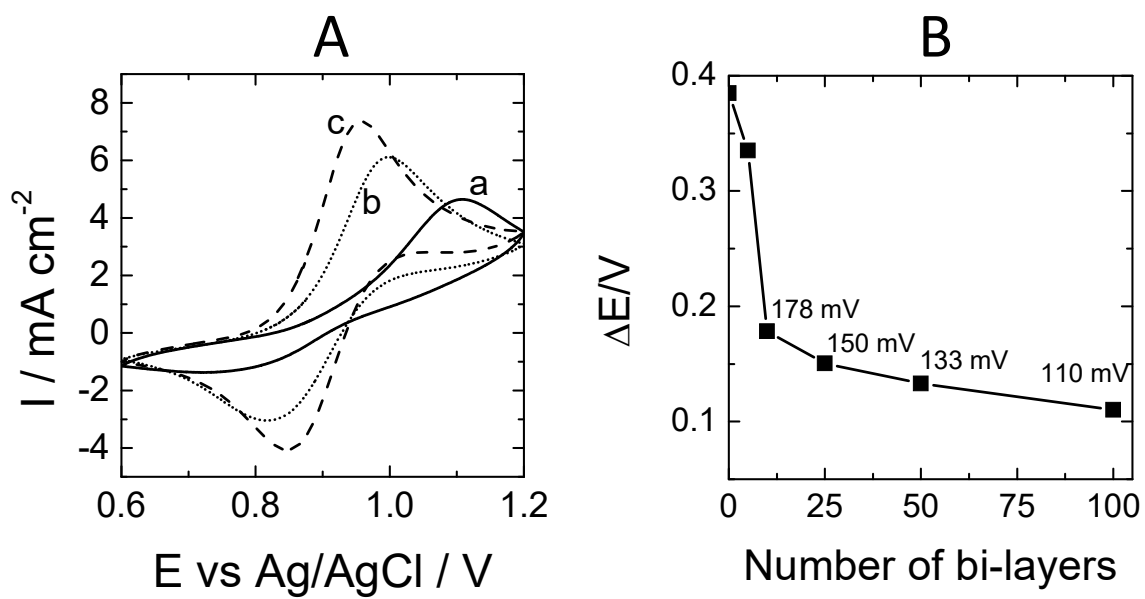 A
8
6
4
2
0
-2
-4
0.6
0.8
1.0
1.2
I / mA cm-2
E vs Ag/AgCl / V
c
b
a
B
0.4
0.3
0.2
0.1
0
25
50
75
100
ΔE/V
Number of bi-layers
178 mV
150 mV
133 mV
110 mV